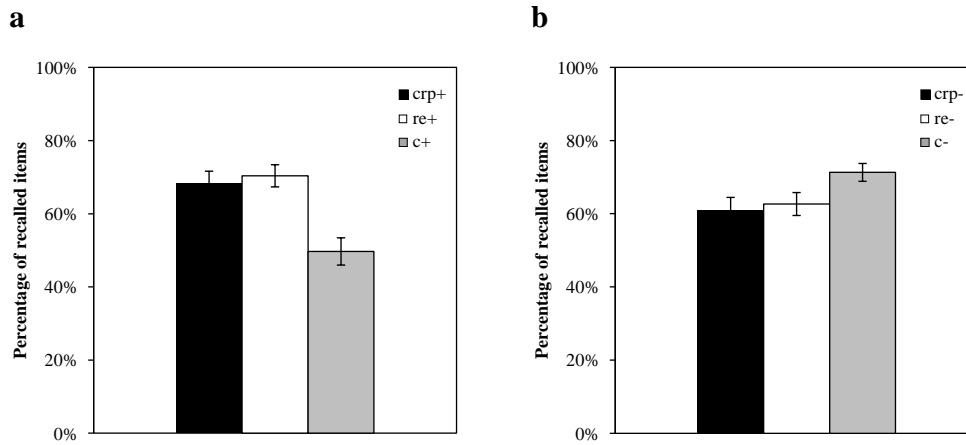 a
100%
80%
60%
40%
20%
0%
Percentage of recalled items
crp+
re+
c+
b
100%
80%
60%
40%
20%
0%
Percentage of recalled items
crp-
re-
c-